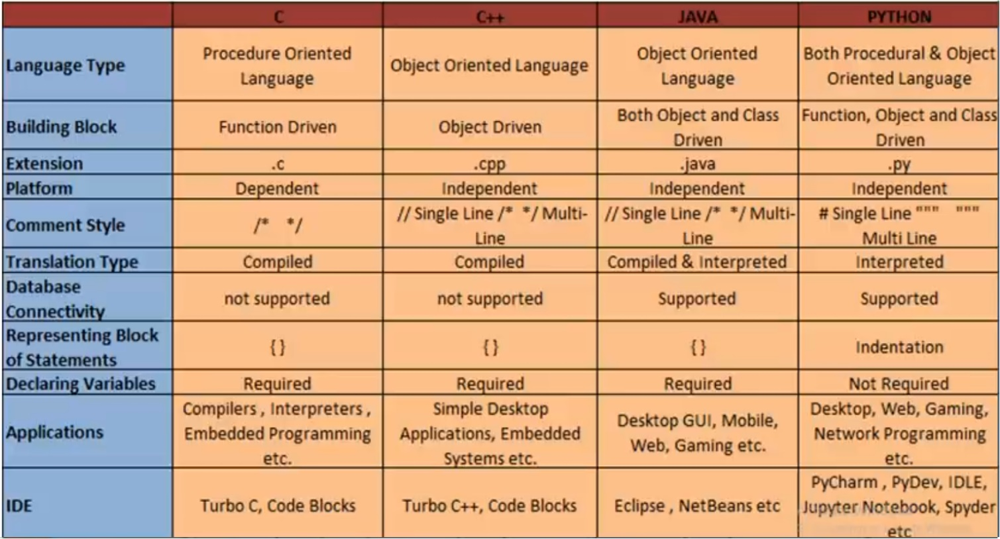 C C++ JAVA PYTHON
Language Type
Procedure Oriented
Language
Object Oriented Language
Object Oriented
Language
Both Procedural & Object
Oriented Language
Building Block
Function Driven
Object Driven
Both Object and Class
Driven
Function, Object and Class
Driven
Extension .c .cpp .java .py
Platform Dependent Independent Independent Independent
Comment Style
/* */
// Single Line /* */ Multi-
Line
// Single Line /* */ Multi-
Line
# Single Line """ """
Multi Line
Translation Type Compiled Compiled Compiled & Interpreted Interpreted
Database
Connectivity
not supported
not supported
Supported
Supported
Representing Block
of Statements
{ }
{ }
{ }
Indentation
Declaring Variables Required Required Required Not Required
Applications
Compilers , Interpreters ,
Embedded Programming
etc.
Simple Desktop
Applications, Embedded
Systems etc.
Desktop GUI, Mobile,
Web, Gaming etc.
Desktop, Web, Gaming,
Network Programming
etc.
IDE
Turbo C, Code Blocks
Turbo C++, Code Blocks
Eclipse , NetBeans etc
PyCharm , PyDev, IDLE,
Jupyter Notebook, Spyder
etc